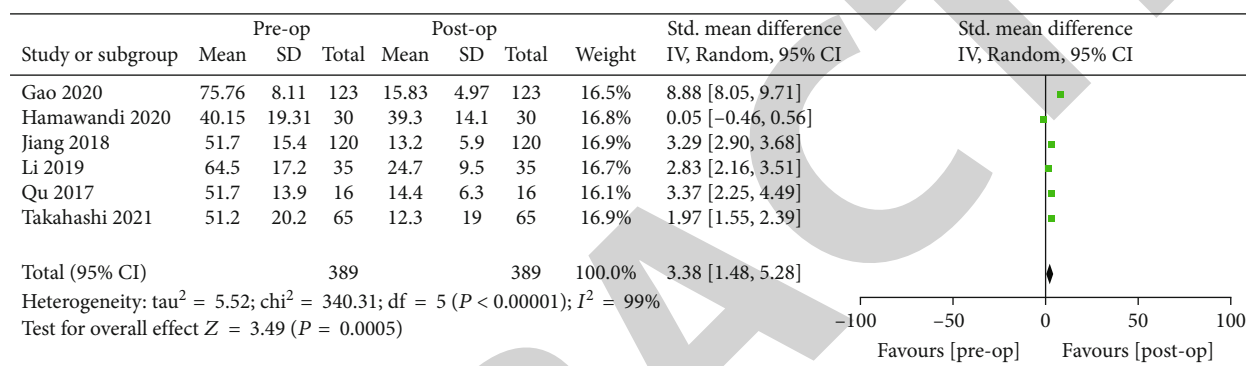 Pre-op Post-op Std. mean difference Std. mean difference
Study or subgroup Mean SD Total Mean SD Total Weight IV, Random, 95% CI IV, Random, 95% CI
Gao 2020 75.76 8.11 123 15.83 4.97 123 16.5% 8.88 [8.05, 9.71]
Hamawandi 2020 40.15 19.31 30 39.3 14.1 30 16.8% 0.05 [–0.46, 0.56]
Jiang 2018 51.7 15.4 120 13.2 5.9 120 16.9% 3.29 [2.90, 3.68]
Li 2019 64.5 17.2 35 24.7 9.5 35 16.7% 2.83 [2.16, 3.51]
Qu 2017 51.7 13.9 16 14.4 6.3 16 16.1% 3.37 [2.25, 4.49]
Takahashi 2021 51.2 20.2 65 12.3 19 65 16.9% 1.97 [1.55, 2.39]
Total (95% CI) 389 389 100.0% 3.38 [1.48, 5.28]
Heterogeneity: tau² = 5.52; chi² = 340.31; df = 5 (P < 0.00001); I² = 99%
Test for overall effect Z = 3.49 (P = 0.0005)
–100 –50 0 50 100
Favours [pre-op] Favours [post-op]